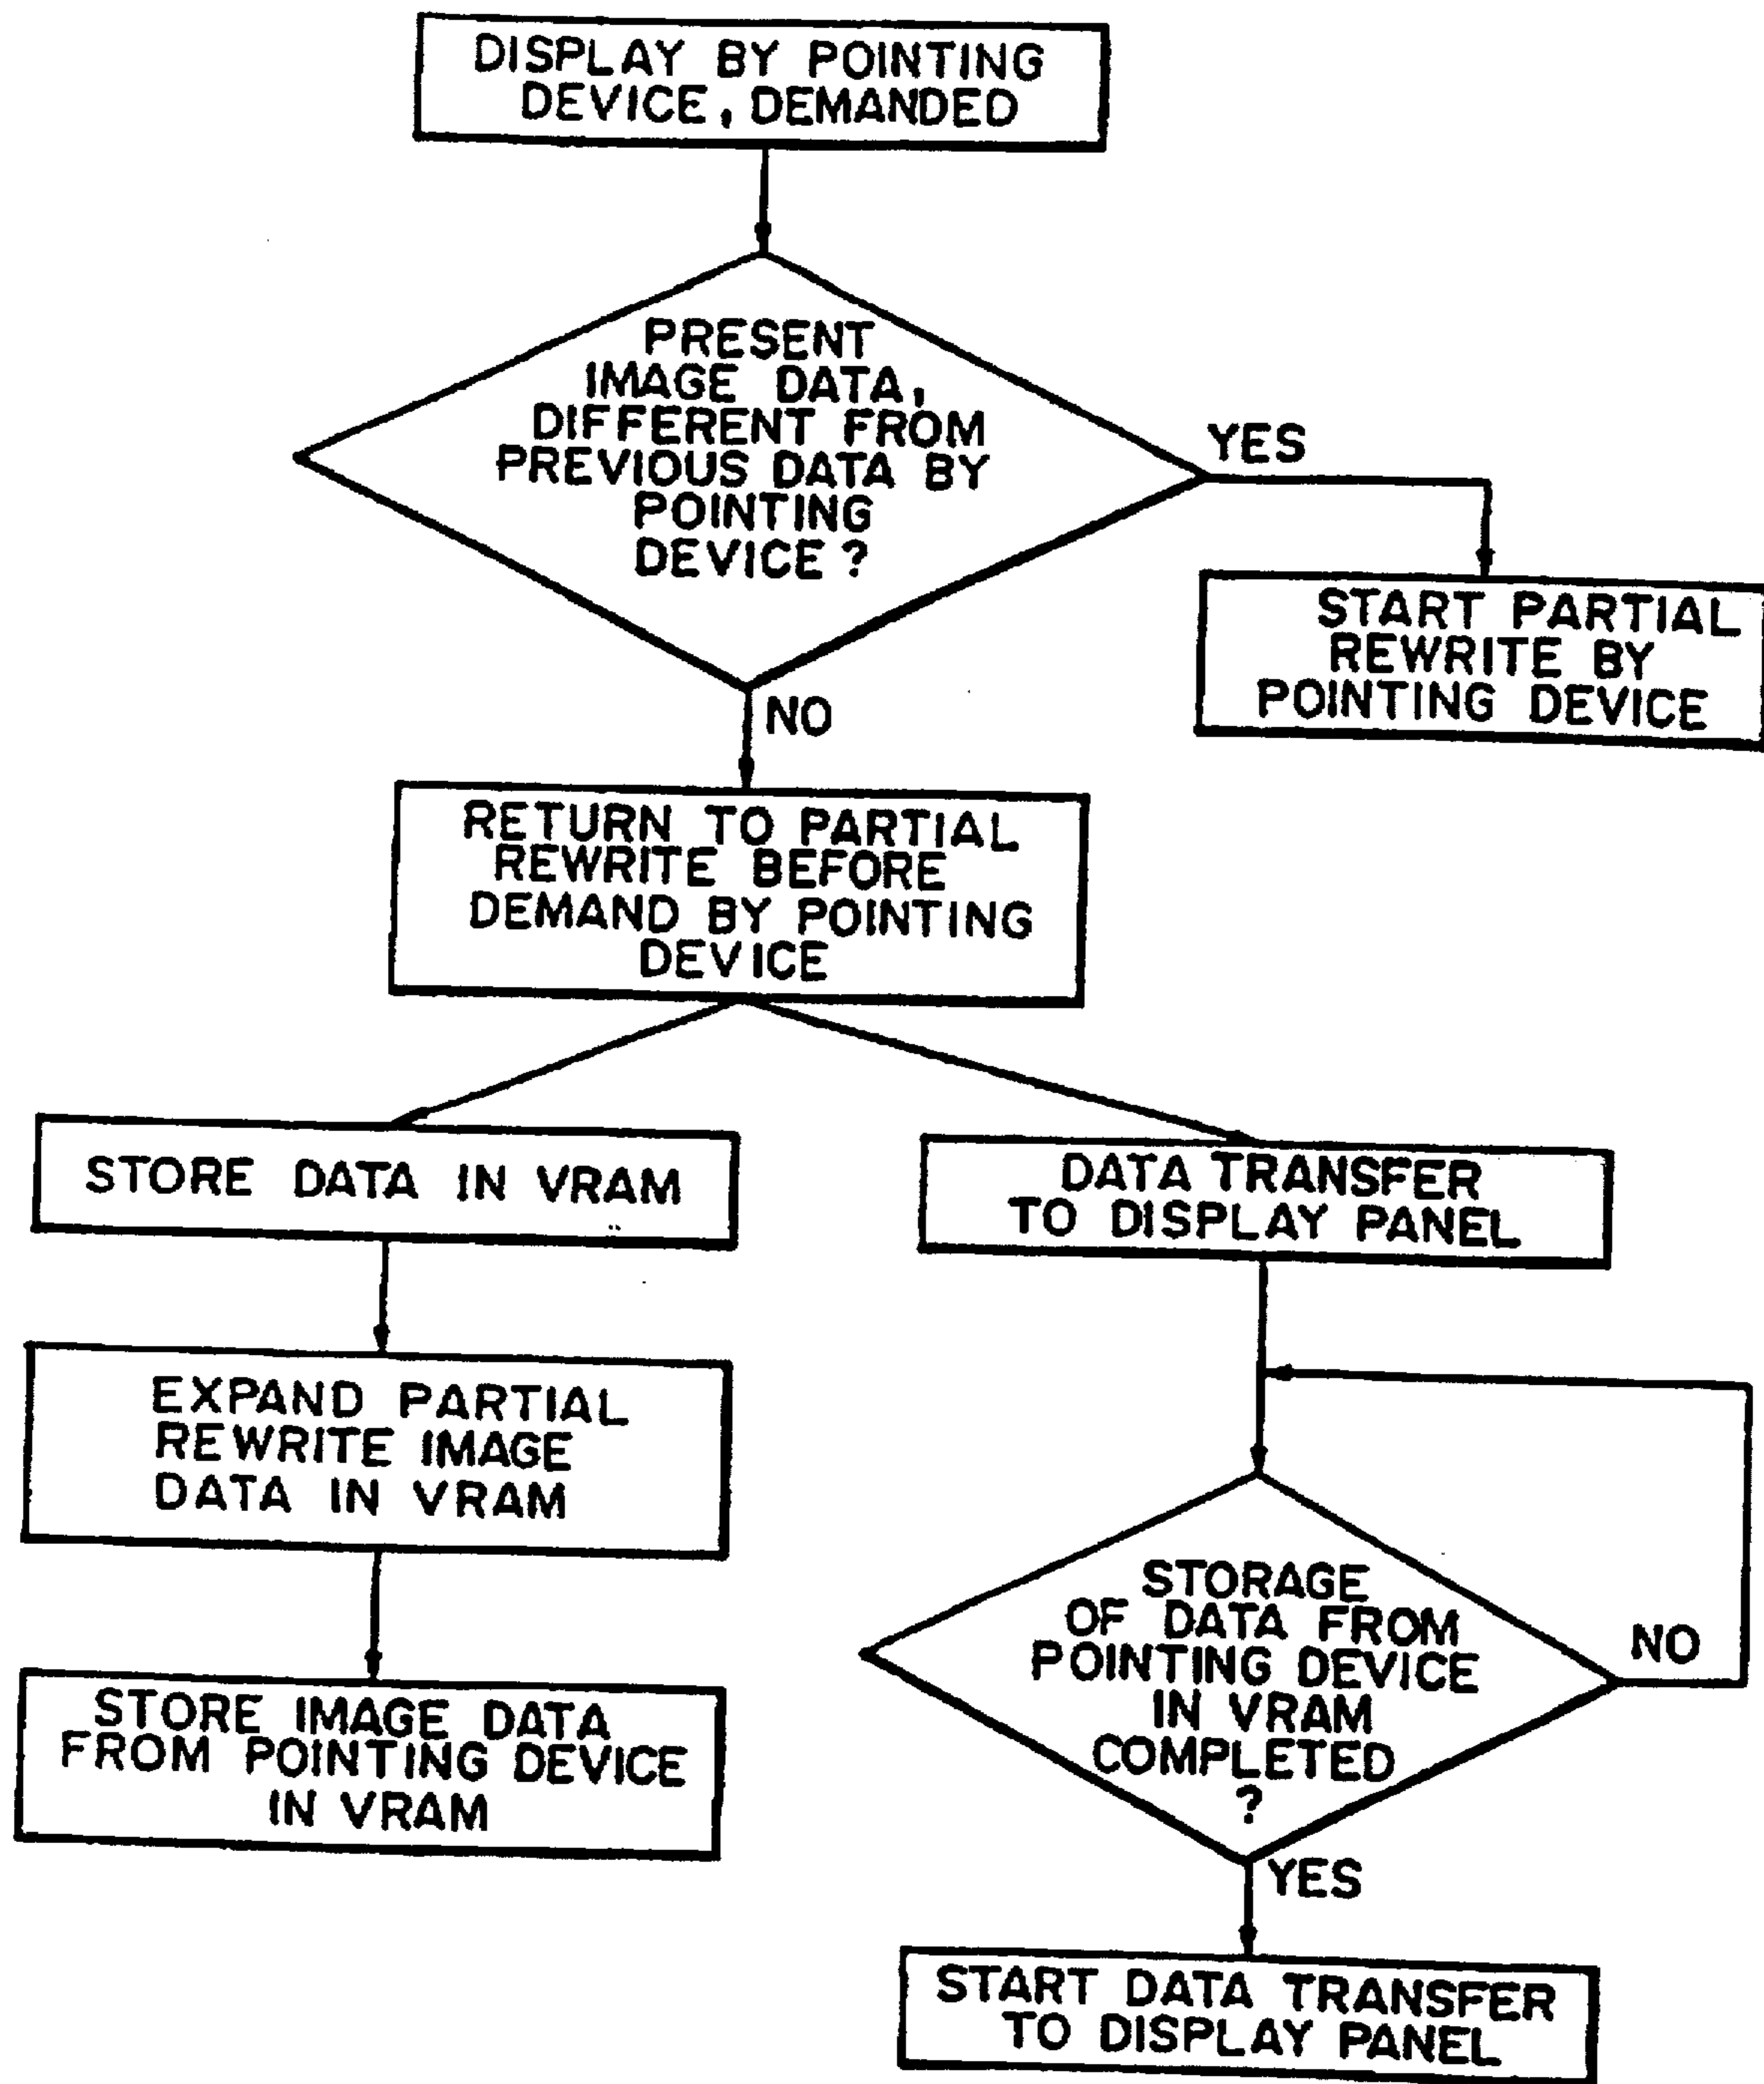 DISPLAY BY POINTING
DEVICE, DEMANDED
PRESENT
IMAGE DATA,
DIFFERENT FROM
PREVIOUS DATA BY
POINTING
DEVICE ?
YES
START PARTIAL
REWRITE BY
POINTING DEVICE
NO
RETURN TO PARTIAL
REWRITE BEFORE
DEMAND BY POINTING
DEVICE
STORE DATA IN VRAM
DATA TRANSFER
TO DISPLAY PANEL
EXPAND PARTIAL
REWRITE IMAGE
DATA IN VRAM
STORAGE
OF DATA FROM
POINTING DEVICE
IN VRAM
COMPLETED
?
NO
STORE IMAGE DATA
FROM POINTING DEVICE
IN VRAM
YES
START DATA TRANSFER
TO DISPLAY PANEL